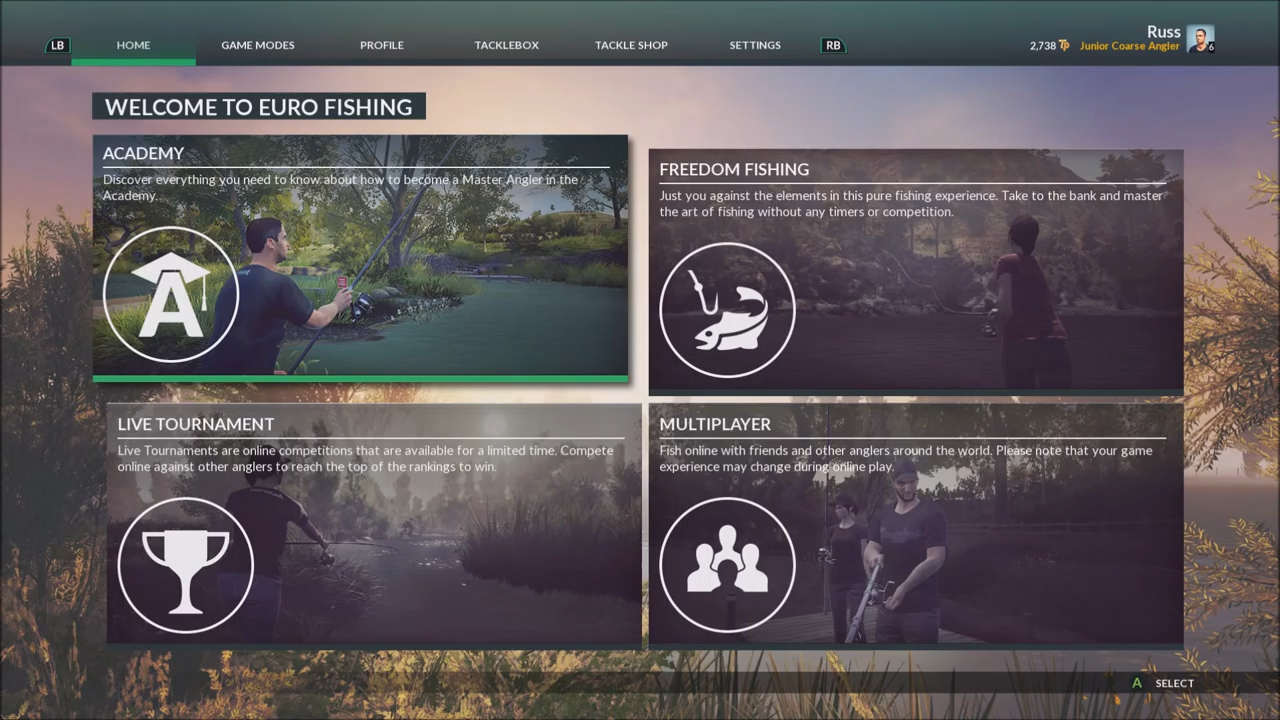 LB HOME GAME MODES PROFILE TACKLEBOX TACKLE SHOP SETTINGS RB
Russ
2,738 TP Junior Coarse Angler 6
WELCOME TO EURO FISHING
ACADEMY
Discover everything you need to know about how to become a Master Angler in the
Academy.
A
FREEDOM FISHING
Just you against the elements in this pure fishing experience. Take to the bank and master
the art of fishing without any timers or competition.
LIVE TOURNAMENT
Live Tournaments are online competitions that are available for a limited time. Compete
online against other anglers to reach the top of the rankings to win.
MULTIPLAYER
Fish online with friends and other anglers around the world. Please note that your game
experience may change during online play.
A SELECT